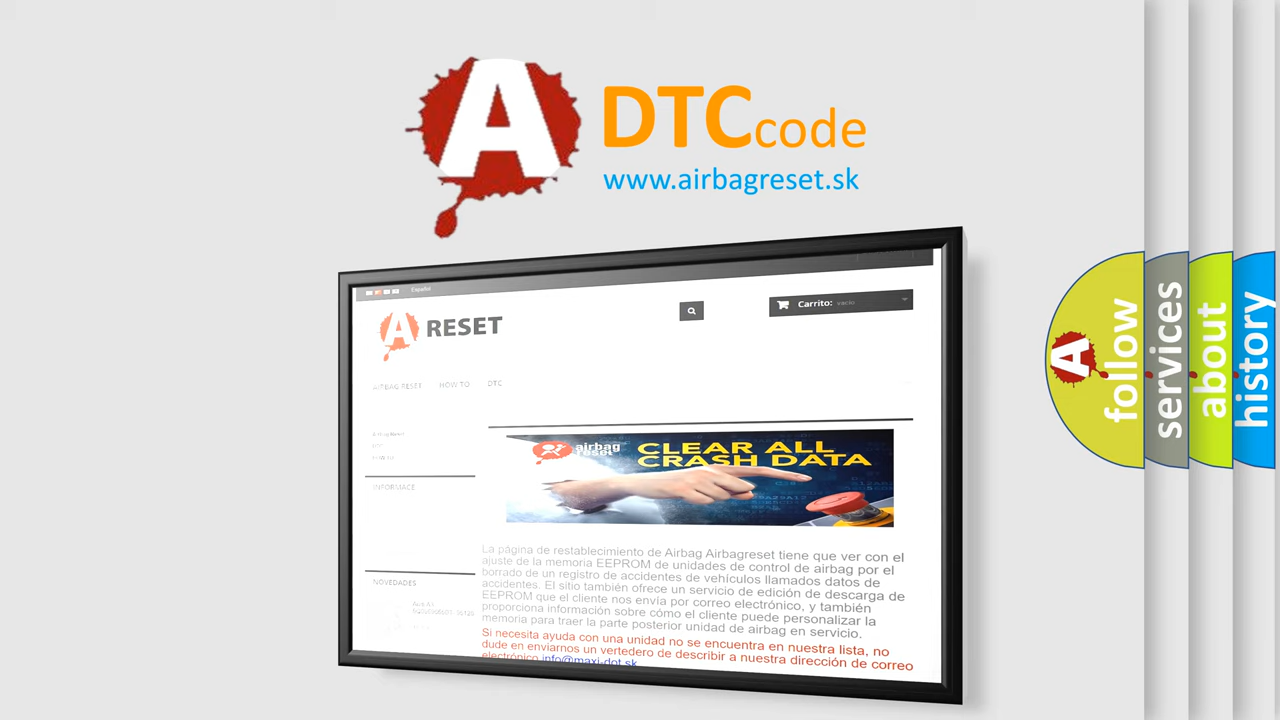 A
DTCcode
www.airbagreset.sk
Español
A RESET
Carrito: vacío
AIRBAG RESET HOW TO DTC
INFORMACE
CLEAR ALL
CRASH DATA
airbag
reset
NOVEDADES
La página de restablecimiento de Airbag Airbagreset tiene que ver con el
ajuste de la memoria EEPROM de unidades de control de airbag por el
borrado de un registro de accidentes de vehículos llamados datos de
accidentes. El sitio también ofrece un servicio de edición de descarga de
EEPROM que el cliente nos envía por correo electrónico, y también
proporciona información sobre cómo el cliente puede personalizar la
memoria para traer la parte posterior unidad de airbag en servicio.
Si necesita ayuda con una unidad no se encuentra en nuestra lista, no
dude en enviarnos un vertedero de describir a nuestra dirección de correo
electrónico info@maxi-dot.sk
A
follow
services
about
history